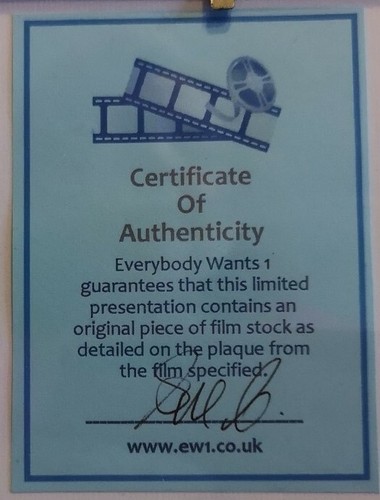 Certificate
Of
Authenticity
Everybody Wants 1
guarantees that this limited
presentation contains an
original piece of film stock as
detailed on the plaque from
the film specified.
www.ew1.co.uk